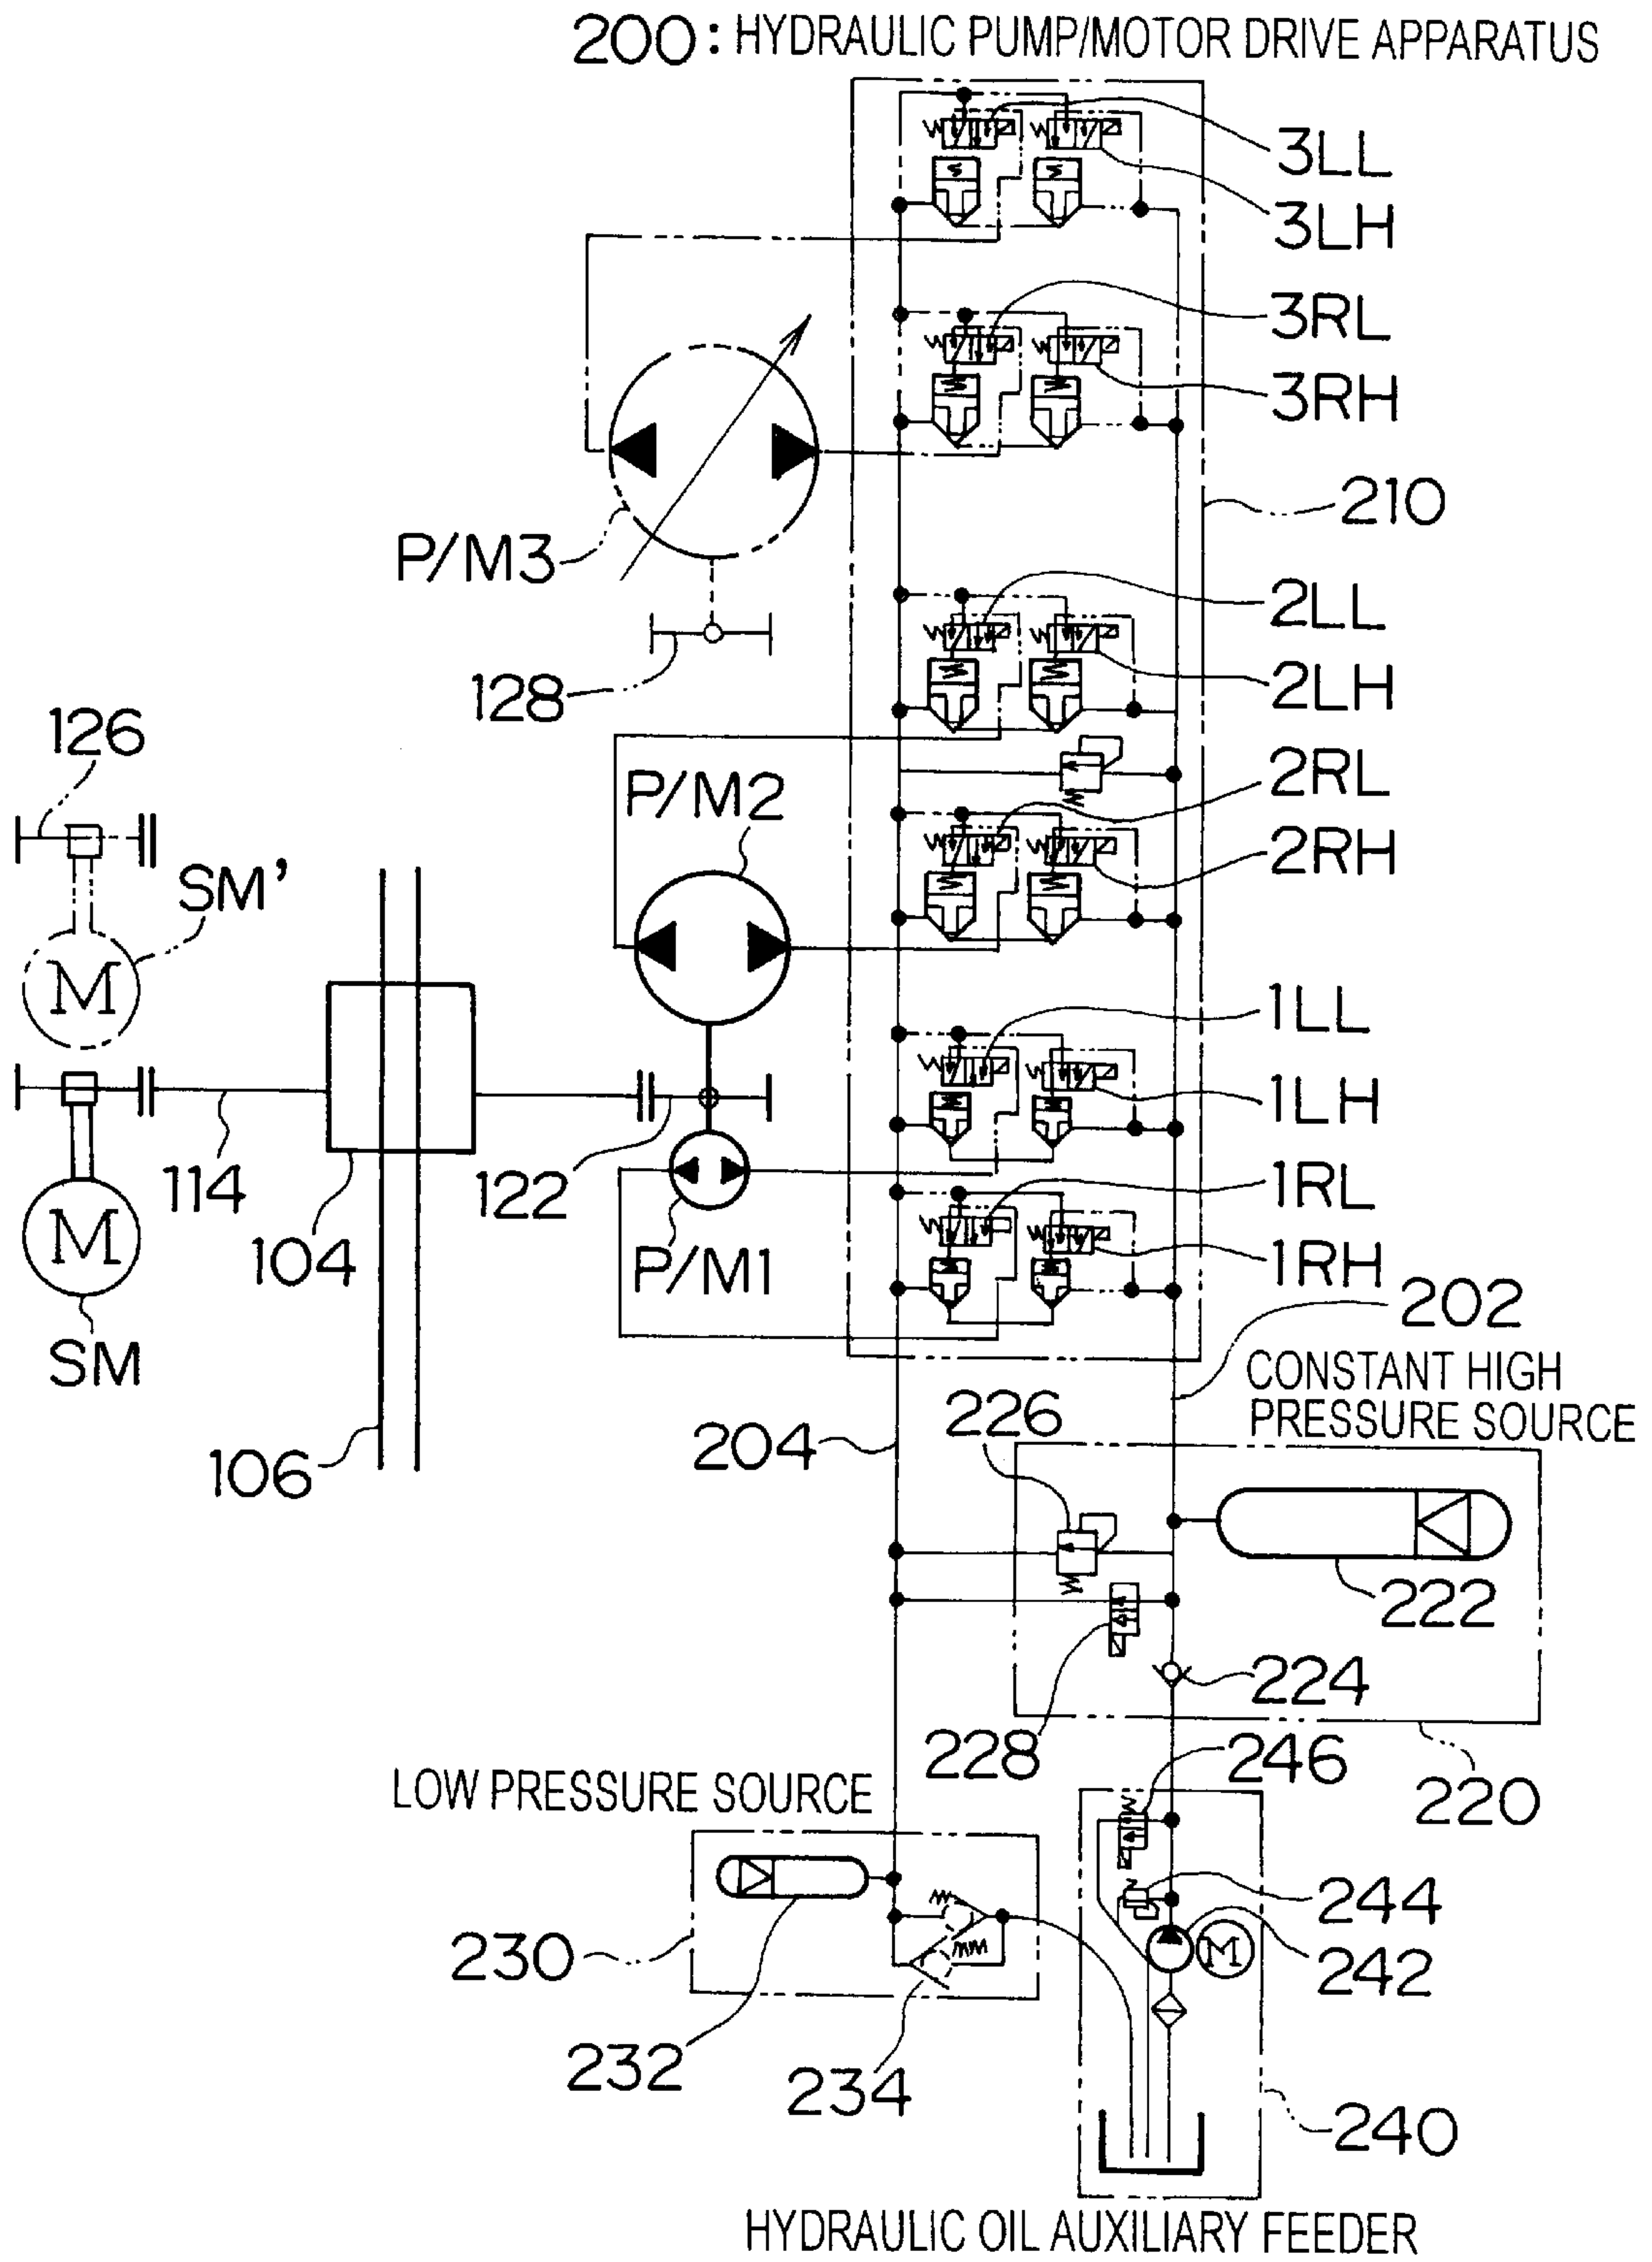 200 : HYDRAULIC PUMP/MOTOR DRIVE APPARATUS
3LL
3LH
3RL
3RH
210
P/M3
2LL
2LH
128
126
2RL
P/M2
2RH
SM'
M
1LL
1LH
114
122
1RL
104
P/M1
1RH
M
202
SM
CONSTANT HIGH
PRESSURE SOURCE
226
204
106
222
224
228
246
220
LOW PRESSURE SOURCE
244
230
M
242
232
234
240
HYDRAULIC OIL AUXILIARY FEEDER